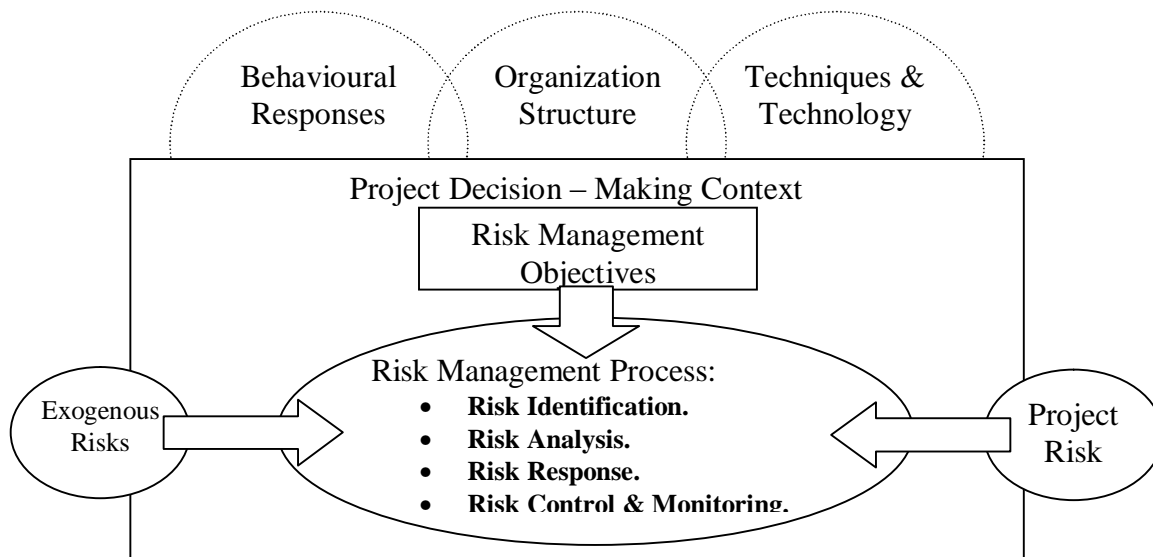 Behavioural
Responses
Organization
Structure
Techniques &
Technology
Project Decision – Making Context
Risk Management
Objectives
Risk Management Process:
• Risk Identification.
• Risk Analysis.
• Risk Response.
• Risk Control & Monitoring.
Exogenous
Risks
Project
Risk